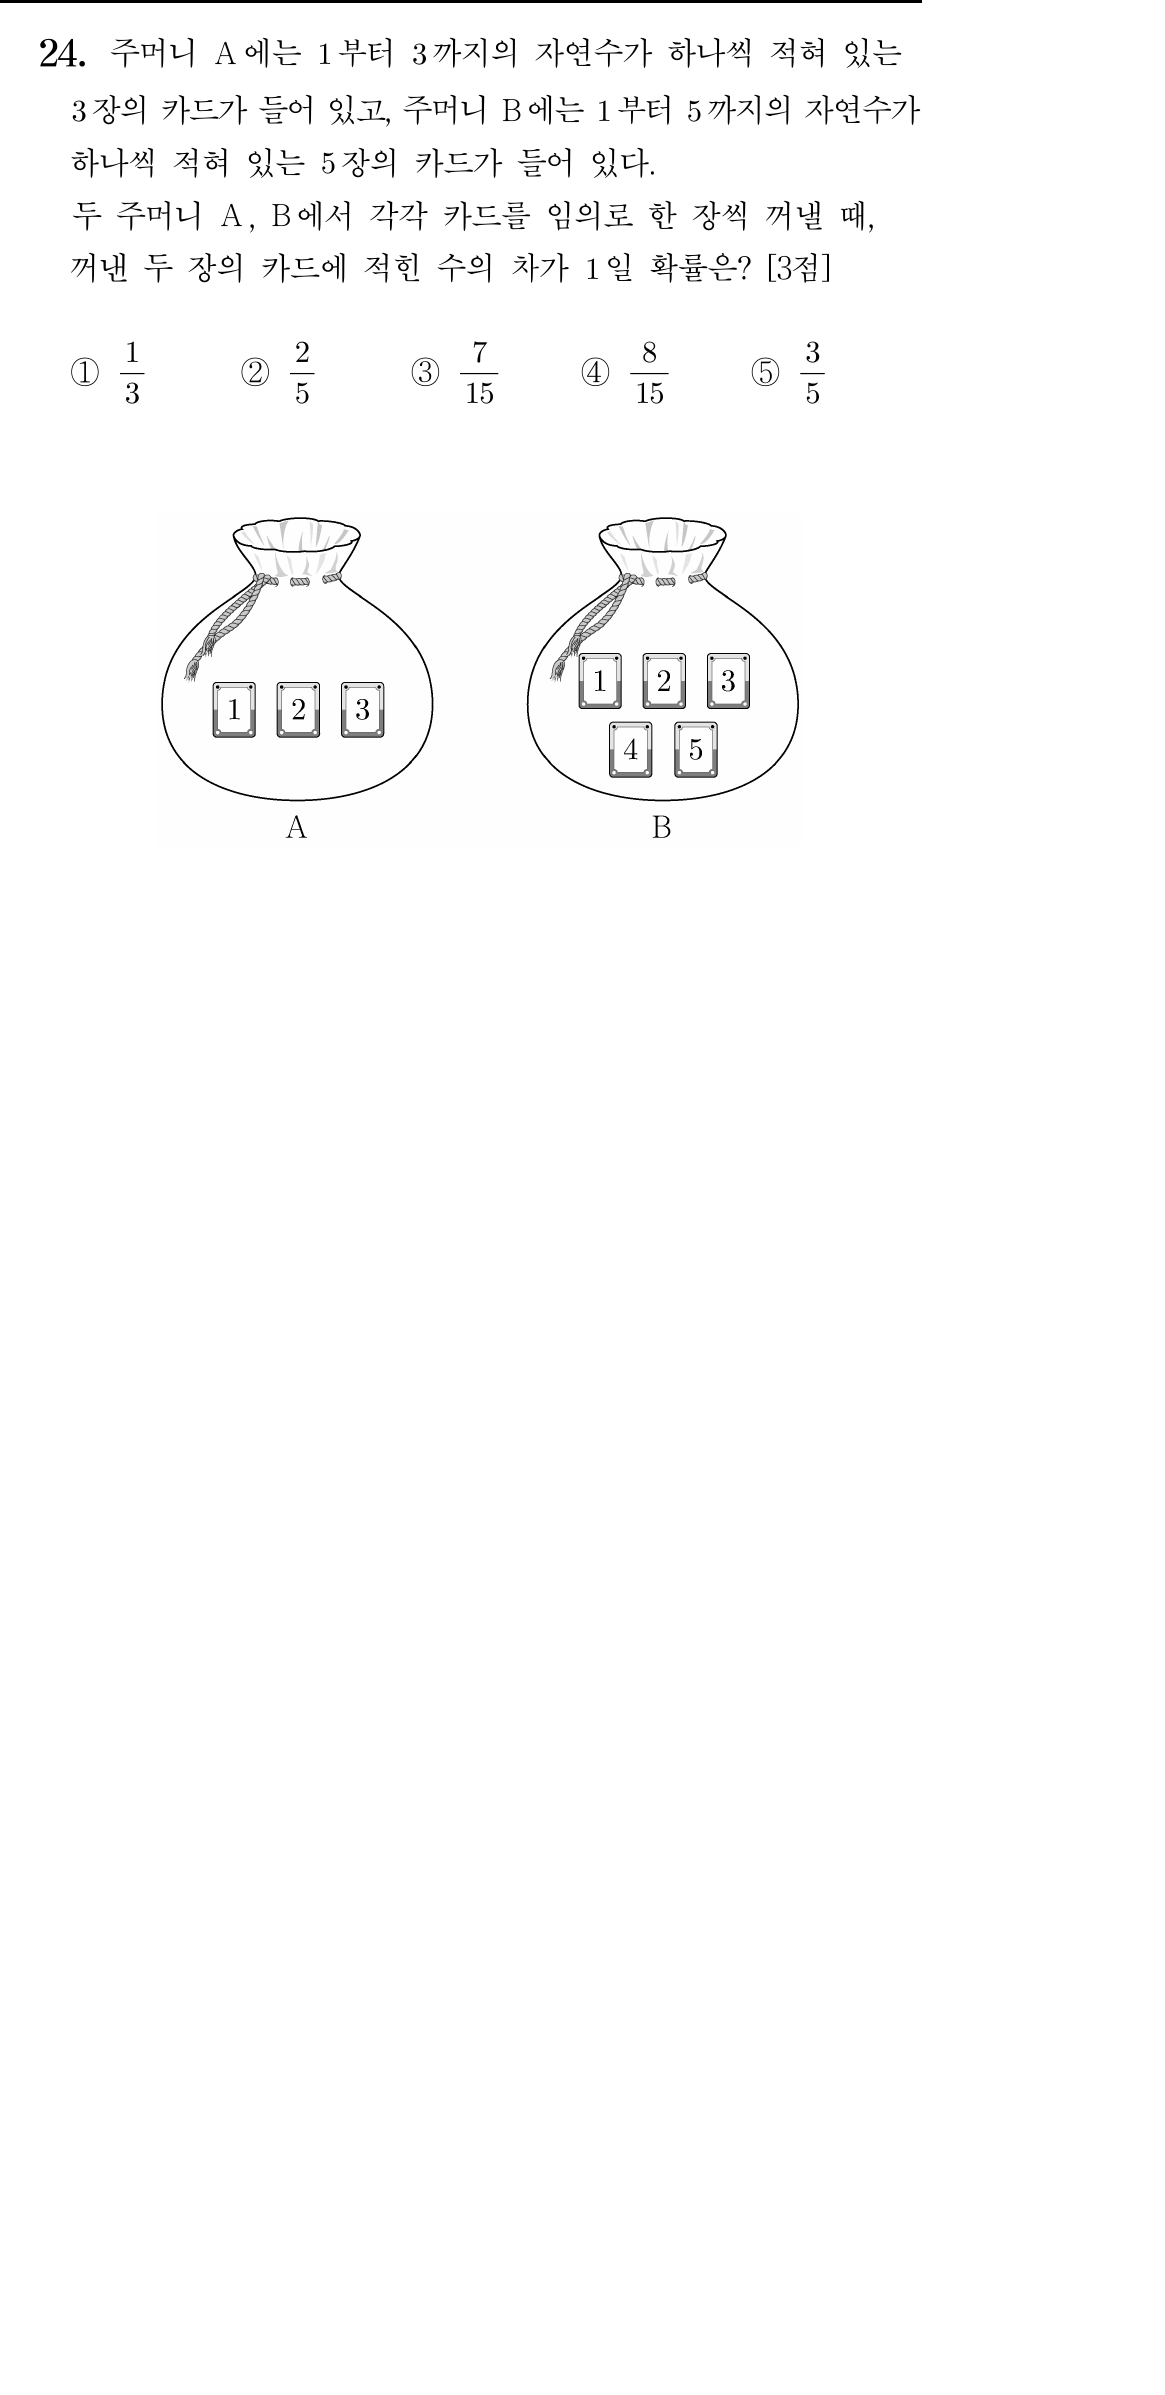 24. 주머니 A에는 1부터 3까지의 자연수가 하나씩 적혀 있는
3장의 카드가 들어 있고, 주머니 B에는 1부터 5까지의 자연수가
하나씩 적혀 있는 5장의 카드가 들어 있다.
두 주머니 A, B에서 각각 카드를 임의로 한 장씩 꺼낼 때,
꺼낸 두 장의 카드에 적힌 수의 차가 1일 확률은? [3점]
① 1/3 ② 2/5 ③ 7/15 ④ 8/15 ⑤ 3/5
1 2 3
1 2 3
4 5
A B